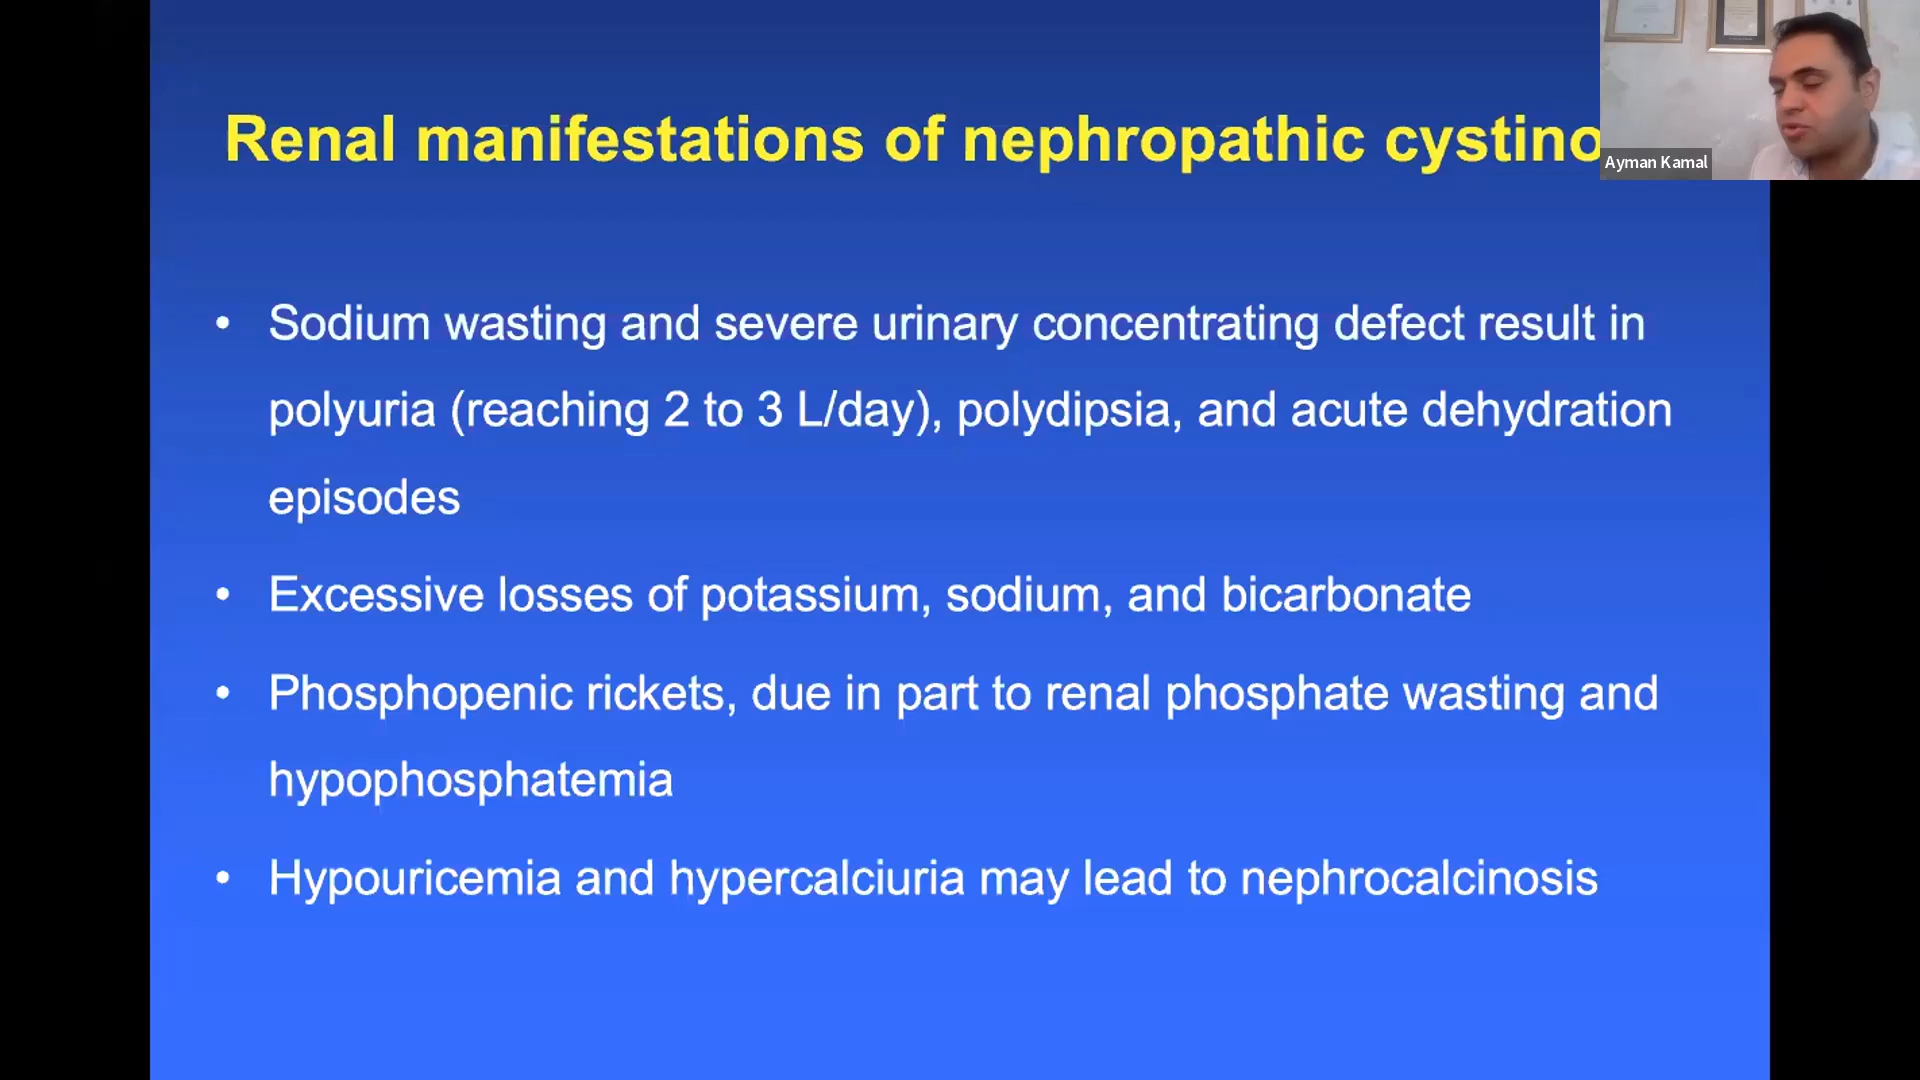 Renal manifestations of nephropathic cystino
Ayman Kamal
• Sodium wasting and severe urinary concentrating defect result in
polyuria (reaching 2 to 3 L/day), polydipsia, and acute dehydration
episodes
• Excessive losses of potassium, sodium, and bicarbonate
• Phosphopenic rickets, due in part to renal phosphate wasting and
hypophosphatemia
• Hypouricemia and hypercalciuria may lead to nephrocalcinosis